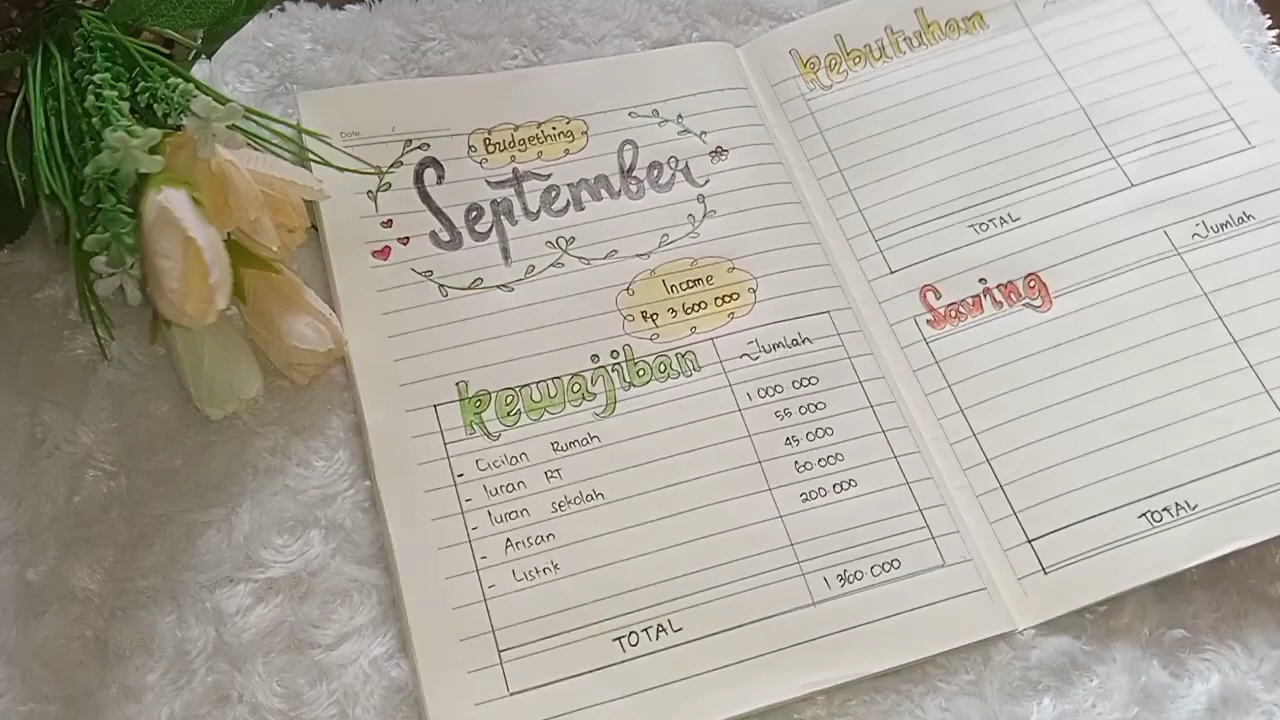 Date: /
Budgething
September
Income
Rp 3 600 000
kewajiban Jumlah
- Cicilan Rumah 1 000 000
- Iuran RT 55.000
- Iuran sekolah 45.000
- Arisan 60.000
- Listrik 200.000
TOTAL 1 360.000
kebutuhan
TOTAL
Saving Jumlah
TOTAL